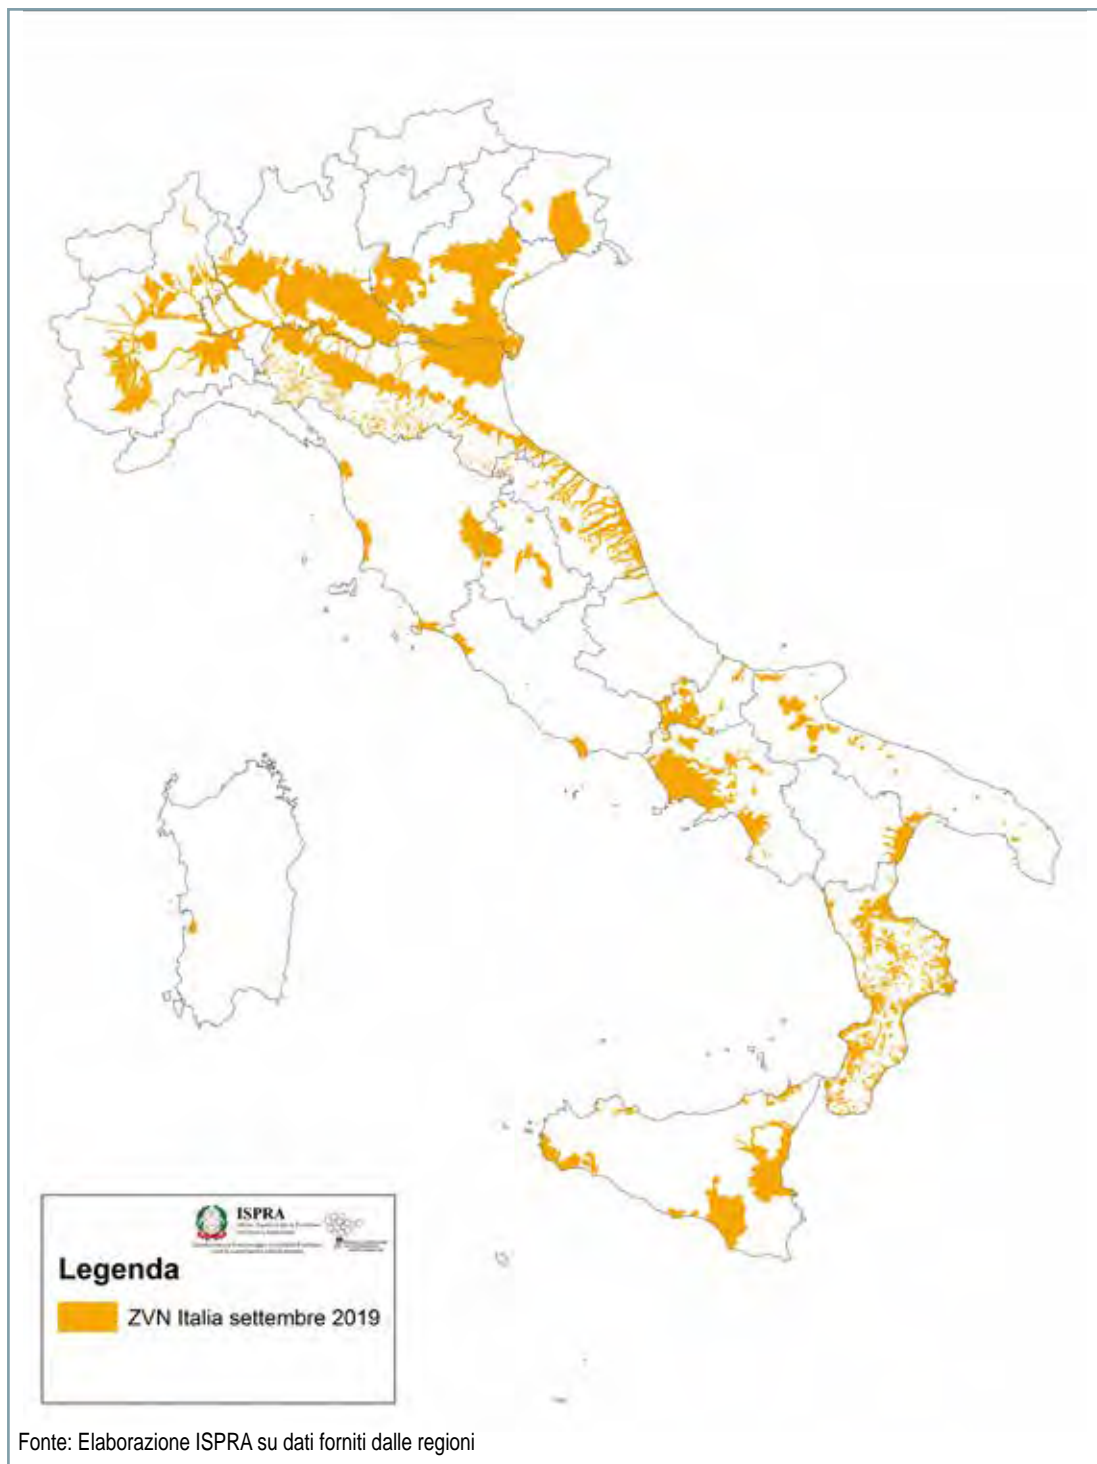 ISPRA
Legenda
ZVN Italia settembre 2019
Fonte: Elaborazione ISPRA su dati forniti dalle regioni